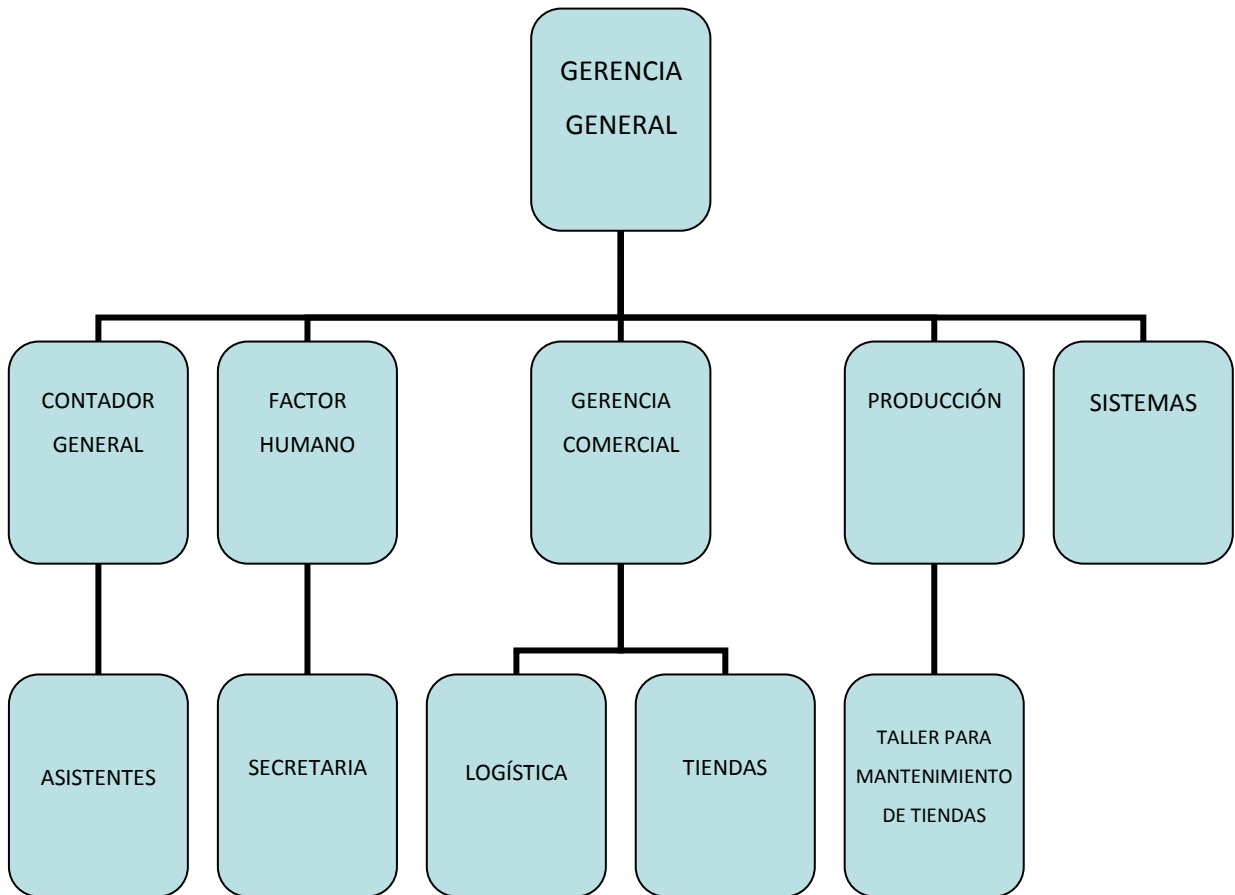 GERENCIA
GENERAL
CONTADOR
GENERAL
FACTOR
HUMANO
GERENCIA
COMERCIAL
PRODUCCIÓN
SISTEMAS
ASISTENTES
SECRETARIA
LOGÍSTICA
TIENDAS
TALLER PARA
MANTENIMIENTO
DE TIENDAS